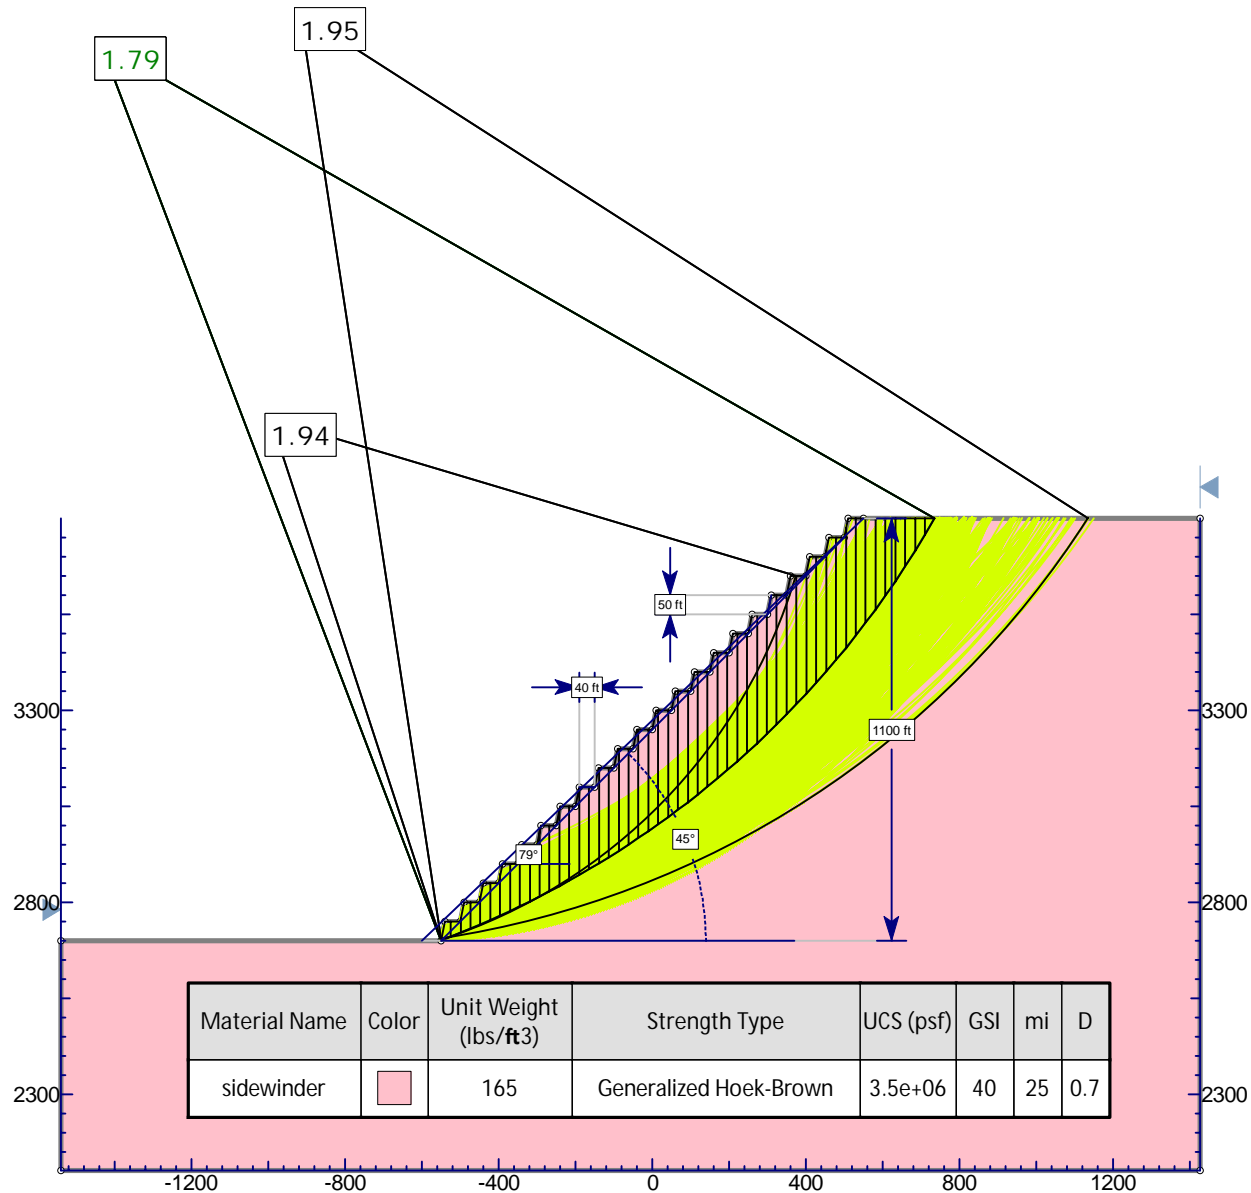 1.95
1.79
1.94
50 ft
40 ft
3300
3300
1100 ft
45°
79°
2800
2800
Material Name Color Unit Weight (lbs/ft3) Strength Type UCS (psf) GSI mi D
sidewinder 165 Generalized Hoek-Brown 3.5e+06 40 25 0.7
2300
2300
-1200 -800 -400 0 400 800 1200